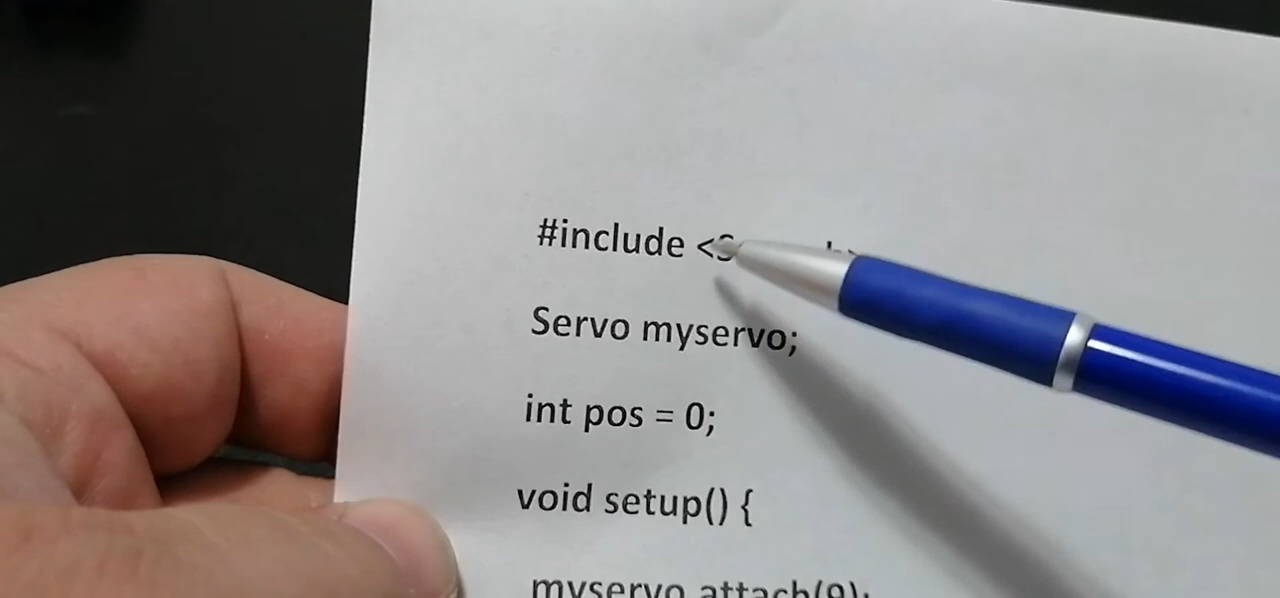 #include <S
Servo myservo;
int pos = 0;
void setup() {
myservo.attach(9);